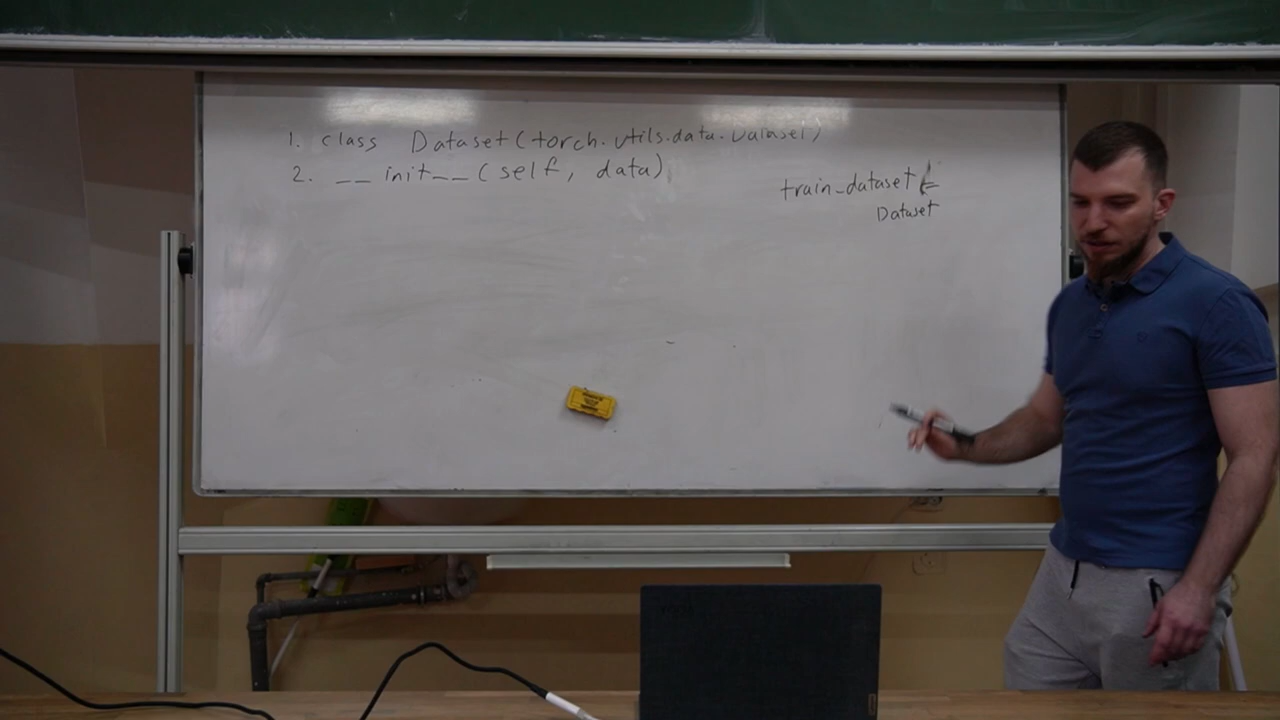 1. class Dataset(torch.utils.data.Dataset)
2. __init__(self, data)
train_dataset ⇐
Dataset